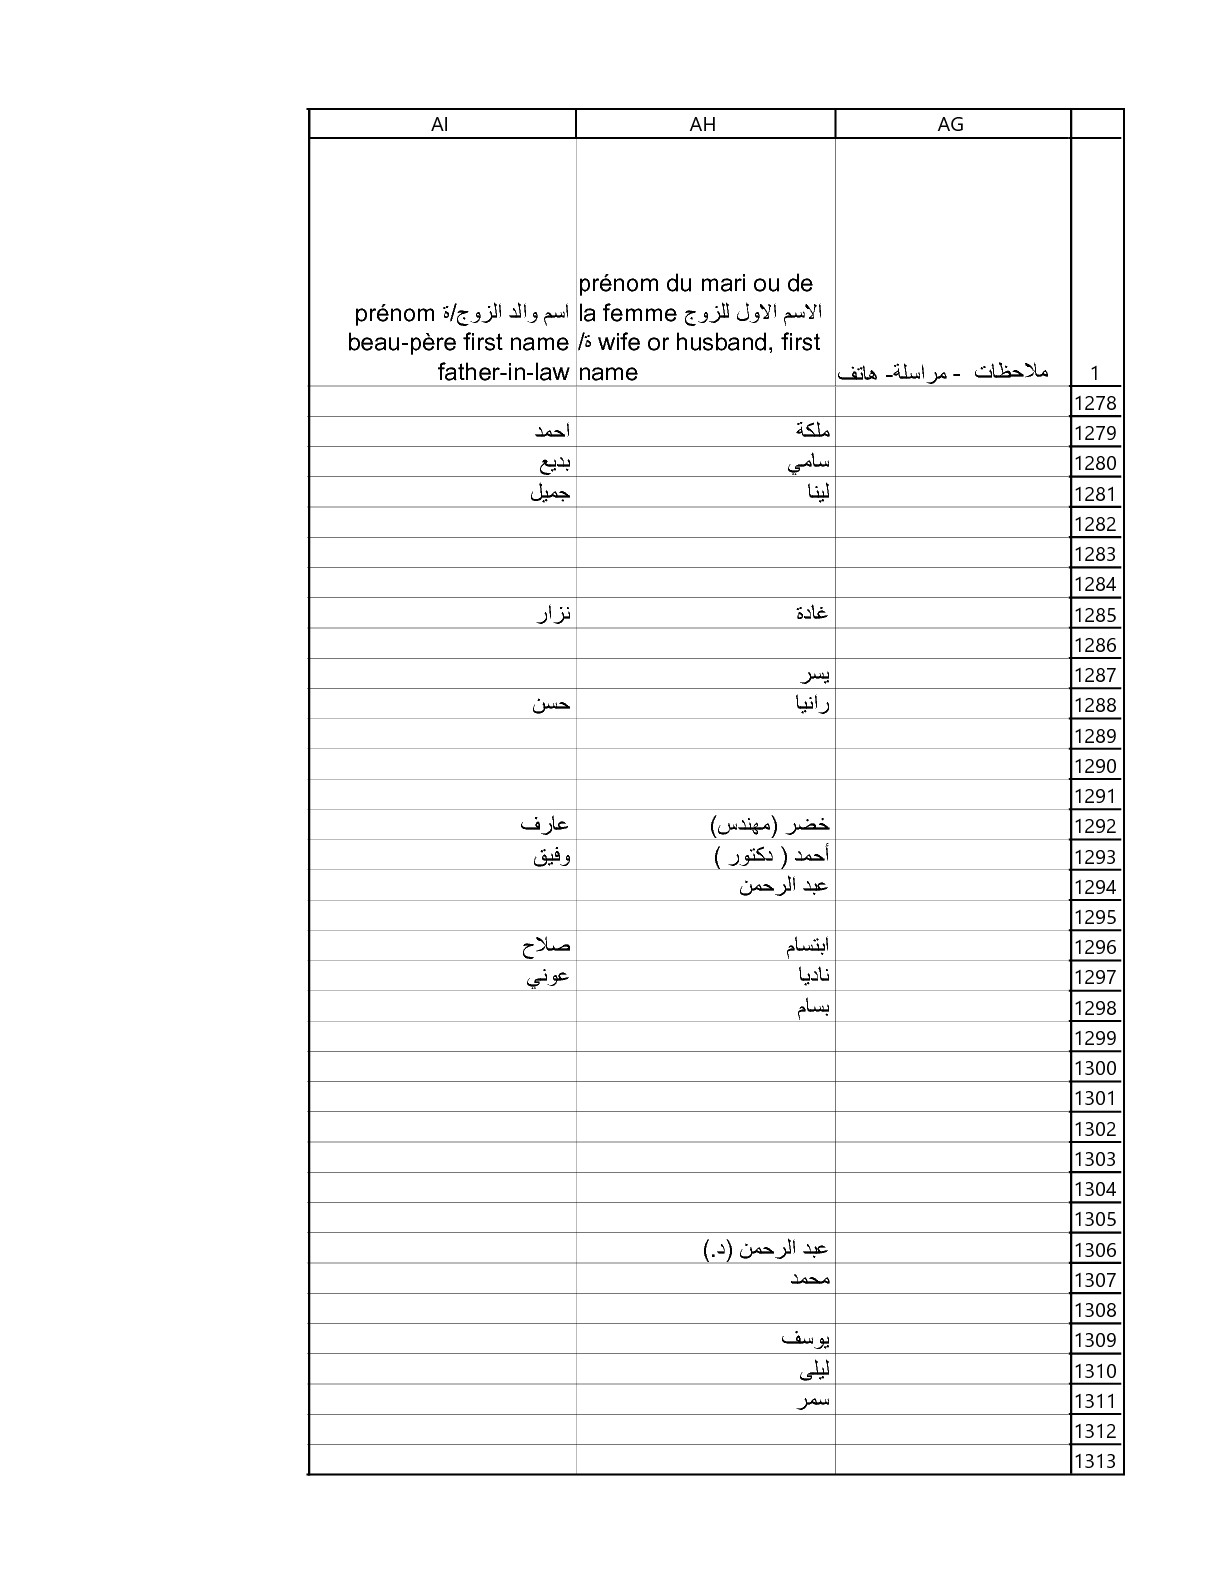 AI AH AG
prénom اسم والد الزوج/ة
beau-père first name
father-in-law
prénom du mari ou de
la femme الاسم الاول للزوج
/ة wife or husband, first
name
ملاحظات - مراسلة- هاتف
1
1278
1279 ملكة احمد
1280 سامي بديع
1281 لينا جميل
1282
1283
1284
1285 غادة نزار
1286
1287 يسر
1288 رانيا حسن
1289
1290
1291
1292 خضر (مهندس) عارف
1293 أحمد ( دكتور ) وفيق
1294 عبد الرحمن
1295
1296 ابتسام صلاح
1297 ناديا عوني
1298 بسام
1299
1300
1301
1302
1303
1304
1305
1306 عبد الرحمن (د.)
1307 محمد
1308
1309 يوسف
1310 ليلى
1311 سمر
1312
1313